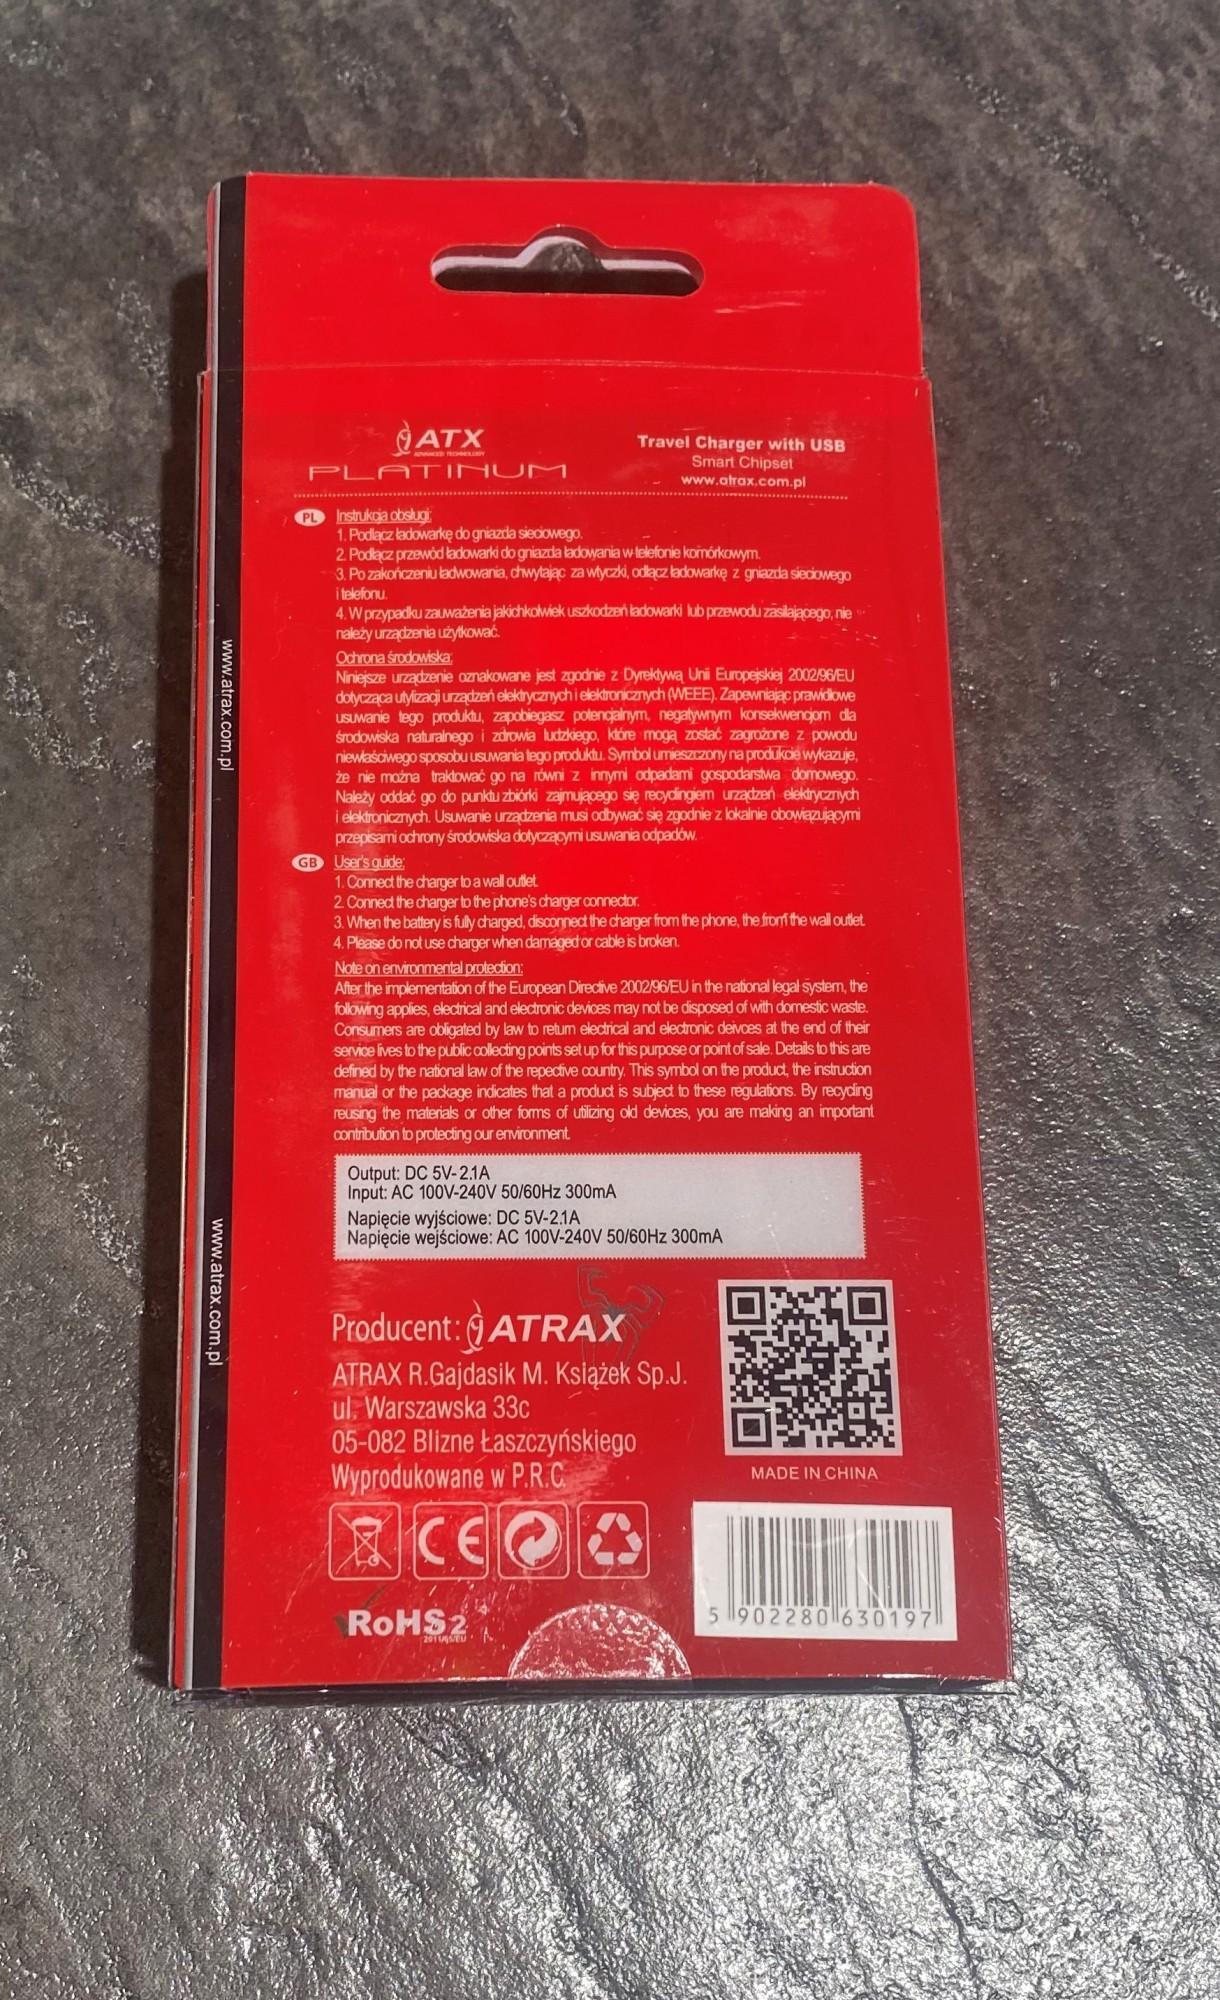 ATX
ADVANCED TECHNOLOGY
PLATINUM
Travel Charger with USB
Smart Chipset
www.atrax.com.pl
PL
Instrukcja obsługi:
1. Podłącz ładowarkę do gniazda sieciowego.
2. Podłącz przewód ładowarki do gniazda ładowania w telefonie komórkowym.
3. Po zakończeniu ładwowania, chwytając za wtyczki, odłącz ładowarkę z gniazda sieciowego
i telefonu.
4. W przypadku zauważenia jakichkolwiek uszkodzeń ładowarki lub przewodu zasilającego, nie
należy urządzenia użytkować.
Ochrona środowiska:
Niniejsze urządzenie oznakowane jest zgodnie z Dyrektywą Unii Europejskiej 2002/96/EU
dotycząca utylizacji urządzeń elektrycznych i elektronicznych (WEEE). Zapewniając prawidłowe
usuwanie tego produktu, zapobiegasz potencjalnym, negatywnym konsekwencjom dla
środowiska naturalnego i zdrowia ludzkiego, które mogą zostać zagrożone z powodu
niewłaściwego sposobu usuwania tego produktu. Symbol umieszczony na produkcie wykazuje,
że nie można traktować go na równi z innymi odpadami gospodarstwa domowego.
Należy oddać go do punktu zbiórki zajmującego się recyclingiem urządzeń elektrycznych
i elektronicznych. Usuwanie urządzenia musi odbywać się zgodnie z lokalnie obowiązującymi
przepisami ochrony środowiska dotyczącymi usuwania odpadów.
GB
User's guide:
1. Connect the charger to a wall outlet.
2. Connect the charger to the phone's charger connector.
3. When the battery is fully charged, disconnect the charger from the phone, the from the wall outlet.
4. Please do not use charger when damaged or cable is broken.
Note on environmental protection:
After the implementation of the European Directive 2002/96/EU in the national legal system, the
following applies, electrical and electronic devices may not be disposed of with domestic waste.
Consumers are obligated by law to return electrical and electronic deivces at the end of their
service lives to the public collecting points set up for this purpose or point of sale. Details to this are
defined by the national law of the repective country. This symbol on the product, the instruction
manual or the package indicates that a product is subject to these regulations. By recycling
reusing the materials or other forms of utilizing old devices, you are making an important
contribution to protecting our environment.
Output: DC 5V-2.1A
Input: AC 100V-240V 50/60Hz 300mA
Napięcie wyjściowe: DC 5V-2.1A
Napięcie wejściowe: AC 100V-240V 50/60Hz 300mA
Producent: ATRAX
ATRAX R.Gajdasik M. Książek Sp.J.
ul. Warszawska 33c
05-082 Blizne Łaszczyńskiego
Wyprodukowane w P.R.C.
MADE IN CHINA
CE
RoHS2
2011/65/EU
5 902280 630197
www.atrax.com.pl
www.atrax.com.pl